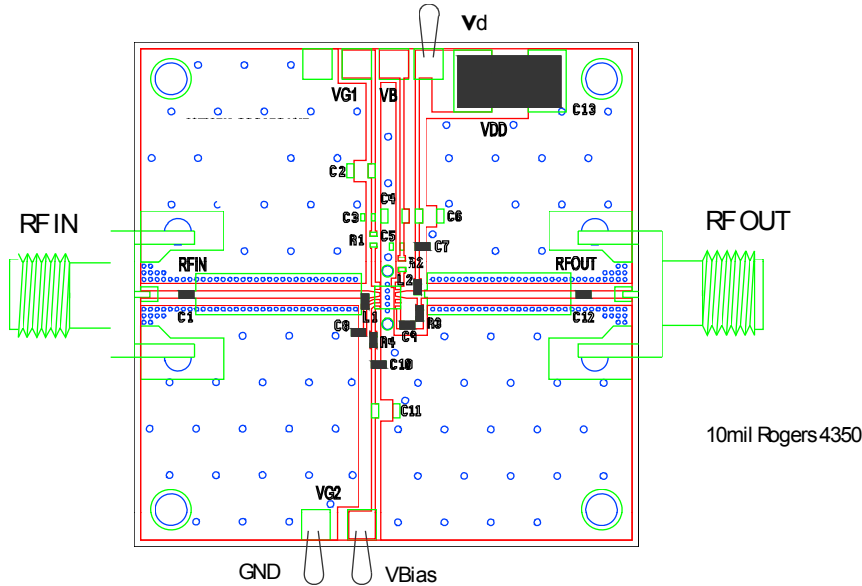 Vd
VG1 VB
C13
VDD
C2
C4
C3 C6
RF IN
RF OUT
R1 C5 C7
RFIN R2 RFOUT
L2
C1 L1 C9 R3 C12
C8 R4
C10
C11
10mil Rogers 4350
VG2
GND VBias